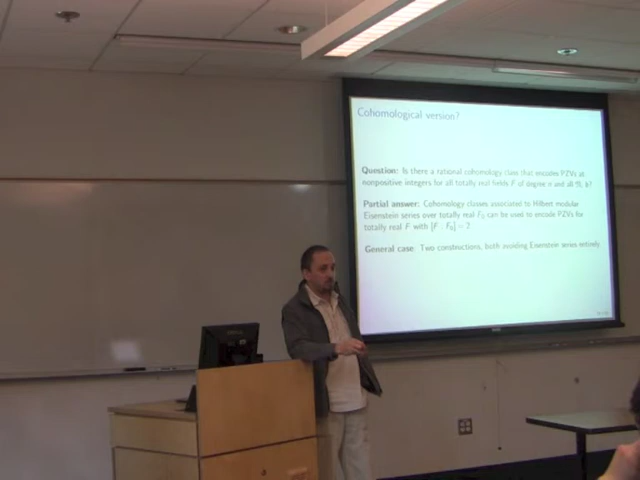 Cohomological version?
Question: Is there a rational cohomology class that encodes PZVs at
nonpositive integers for all totally real fields F of degree n and all
Partial answer: Cohomology classes associated to Hilbert modular
Eisenstein series over totally real F₀ can be used to encode PZVs for
totally real F with [F : F₀] = 2
General case: Two constructions, both avoiding Eisenstein series entirely